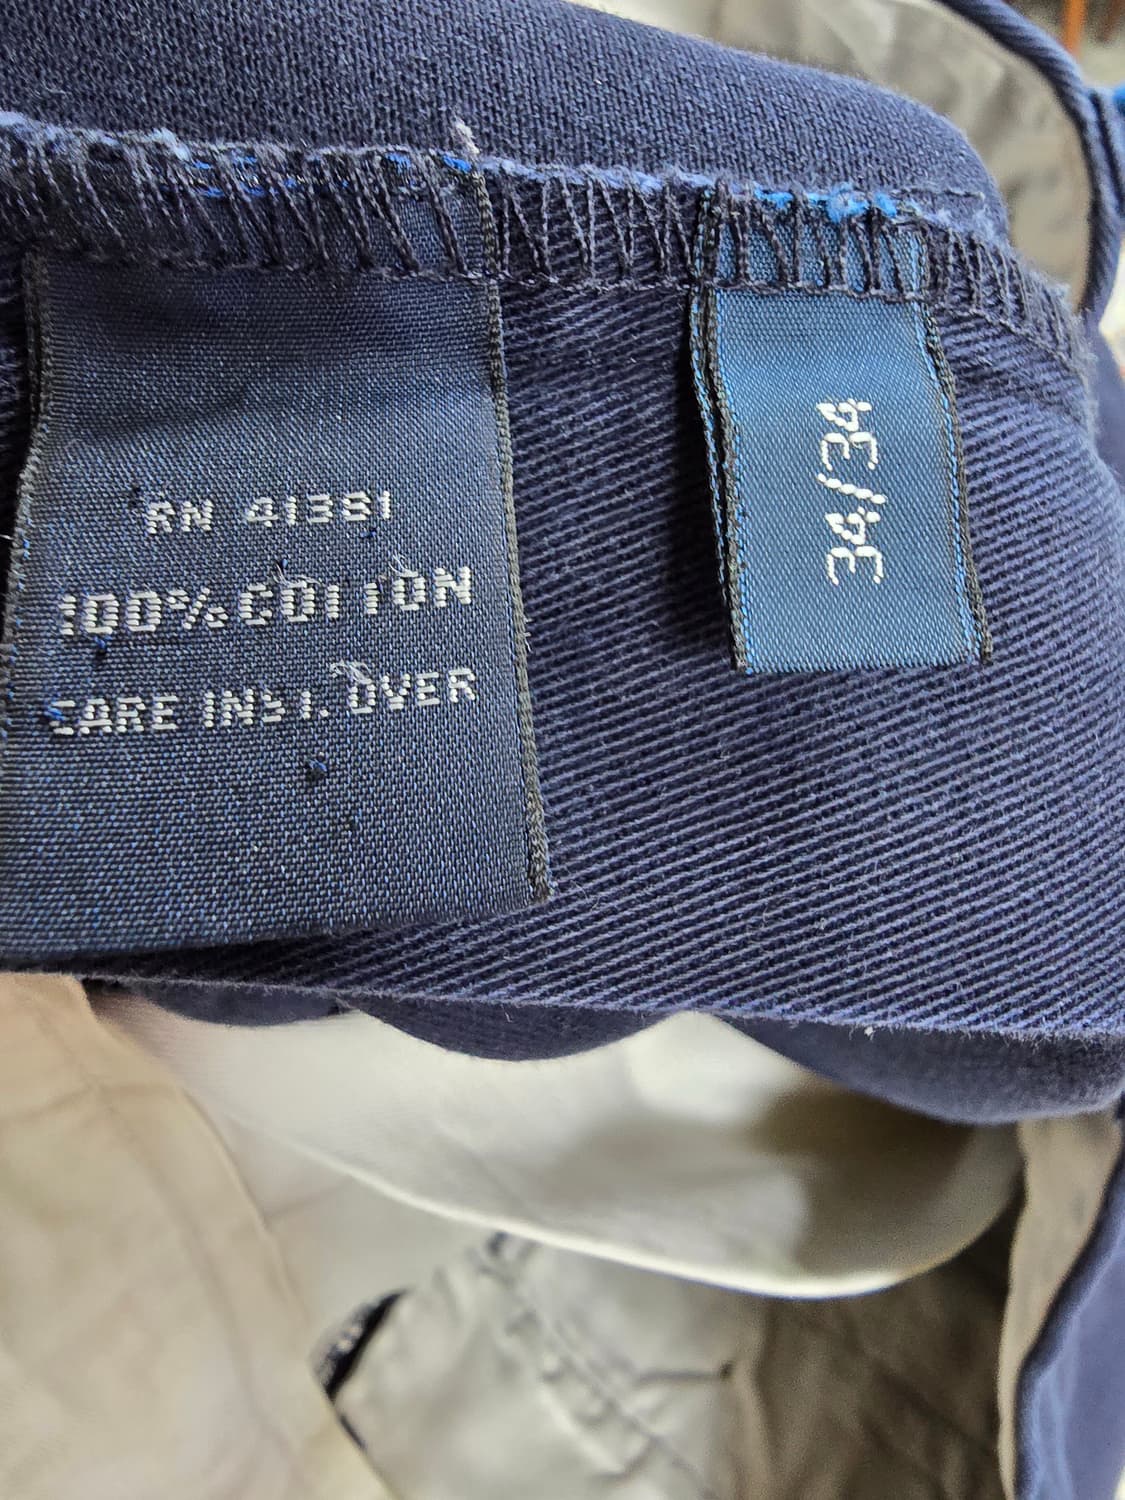 RN 41381
100% COTTON
CARE INST. OVER
34/34